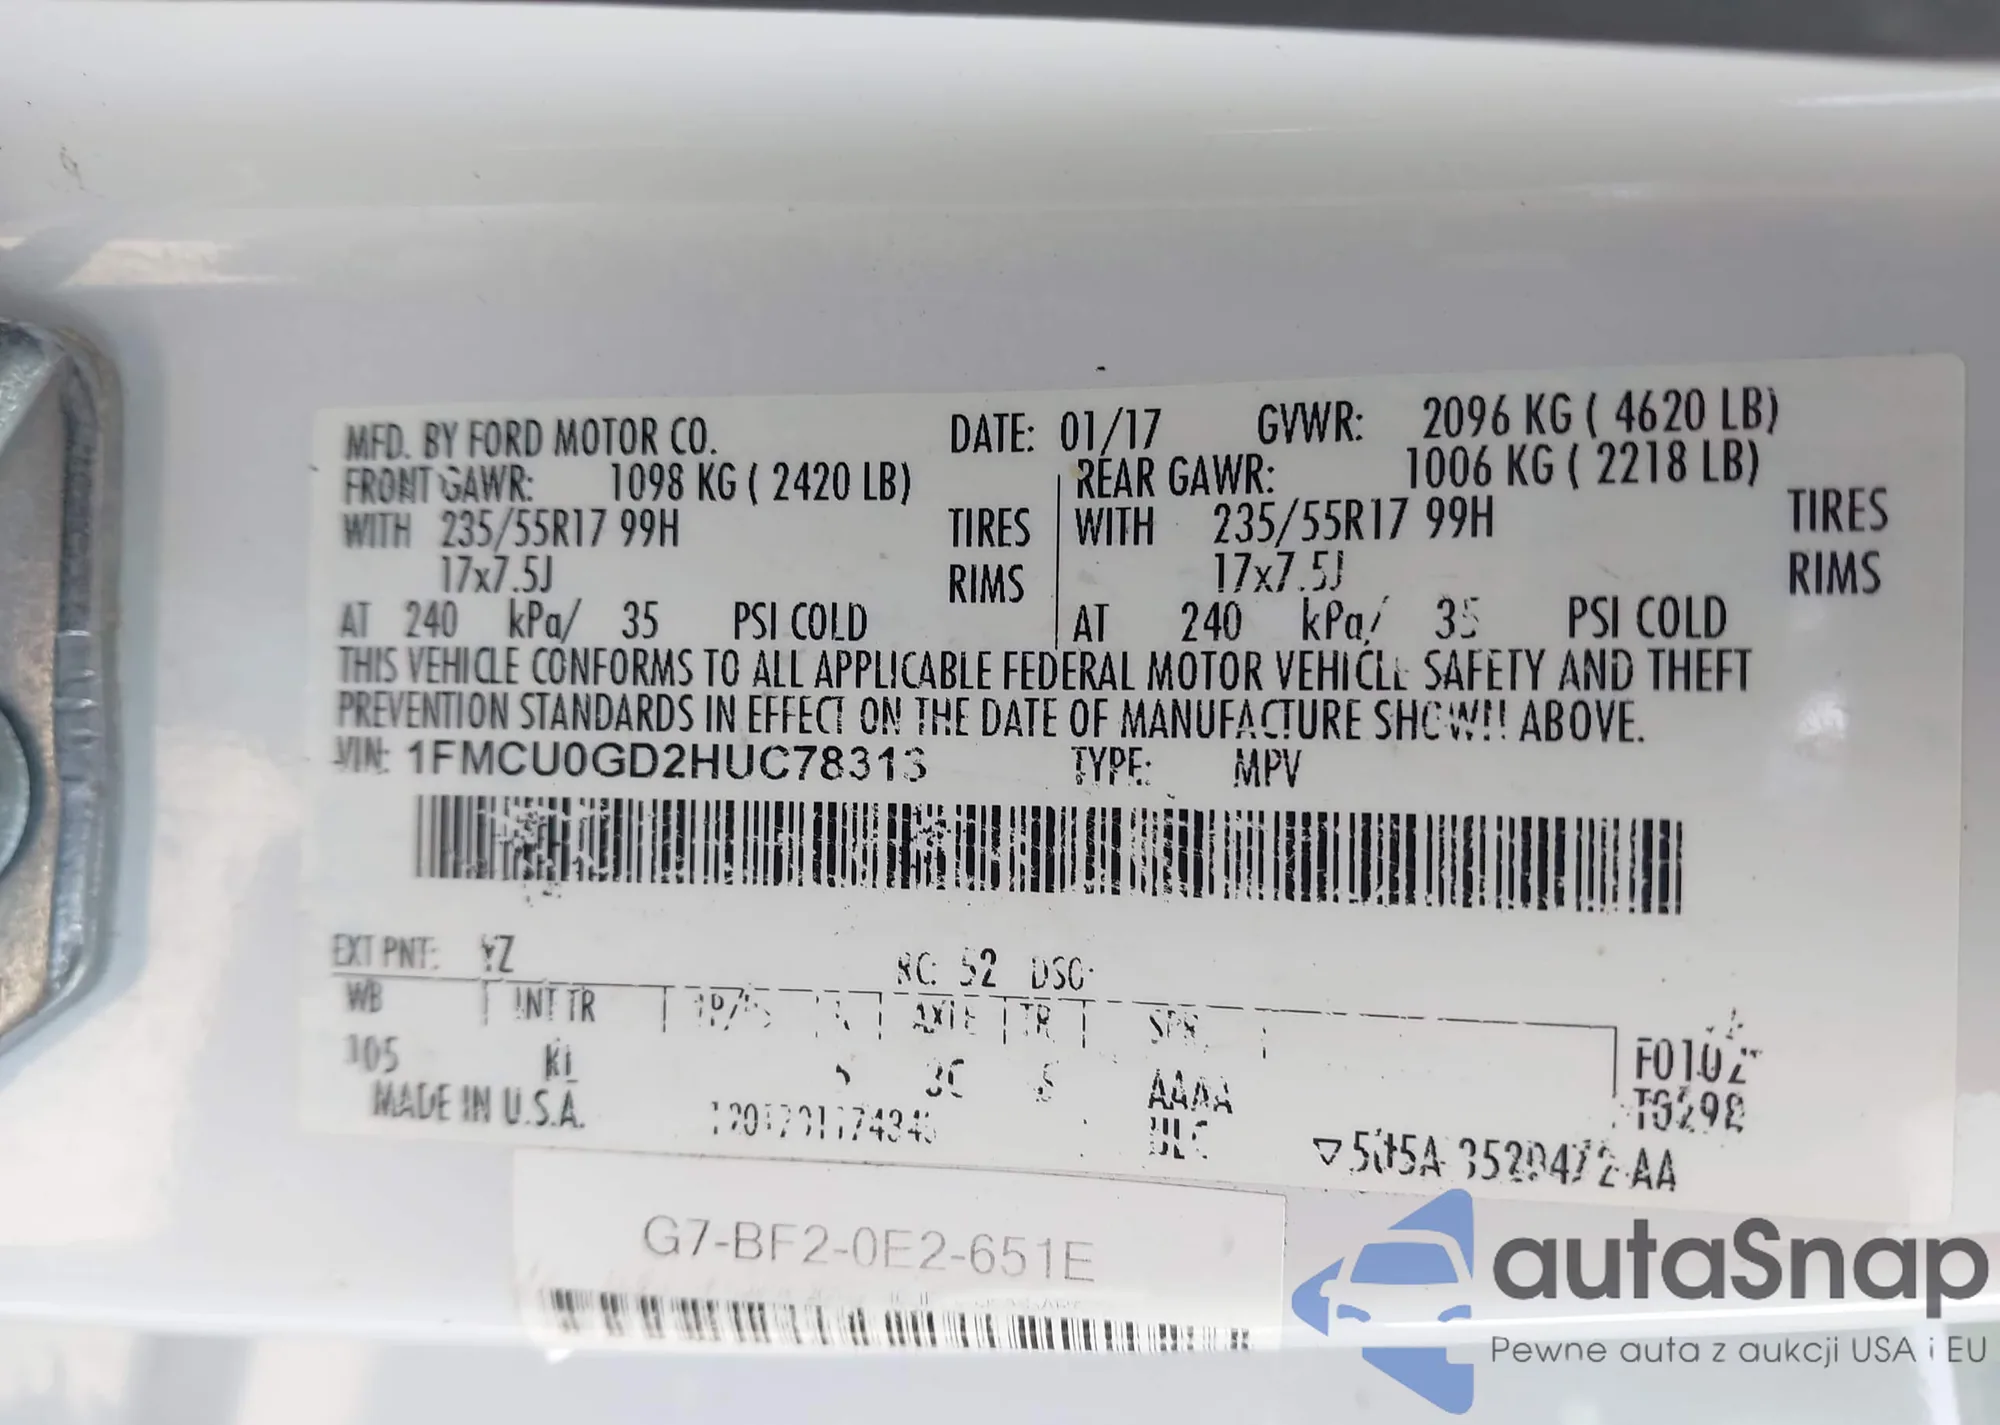 MFD. BY FORD MOTOR CO. DATE: 01/17 GVWR: 2096 KG ( 4620 LB)
FRONT GAWR: 1098 KG ( 2420 LB) REAR GAWR: 1006 KG ( 2218 LB)
WITH 235/55R17 99H TIRES WITH 235/55R17 99H TIRES
17x7.5J RIMS 17x7.5J RIMS
AT 240 kPa/ 35 PSI COLD AT 240 kPa/ 35 PSI COLD
THIS VEHICLE CONFORMS TO ALL APPLICABLE FEDERAL MOTOR VEHICLE SAFETY AND THEFT
PREVENTION STANDARDS IN EFFECT ON THE DATE OF MANUFACTURE SHOWN ABOVE.
VIN: 1FMCU0GD2HUC78313 TYPE: MPV
EXT PNT: YZ RC: 52 DSO:
WB INT TR AXLE TR SPR
105 AAAA
MADE IN U.S.A.
G7-BF2-0E2-651E
autaSnap
Pewne auta z aukcji USA i EU